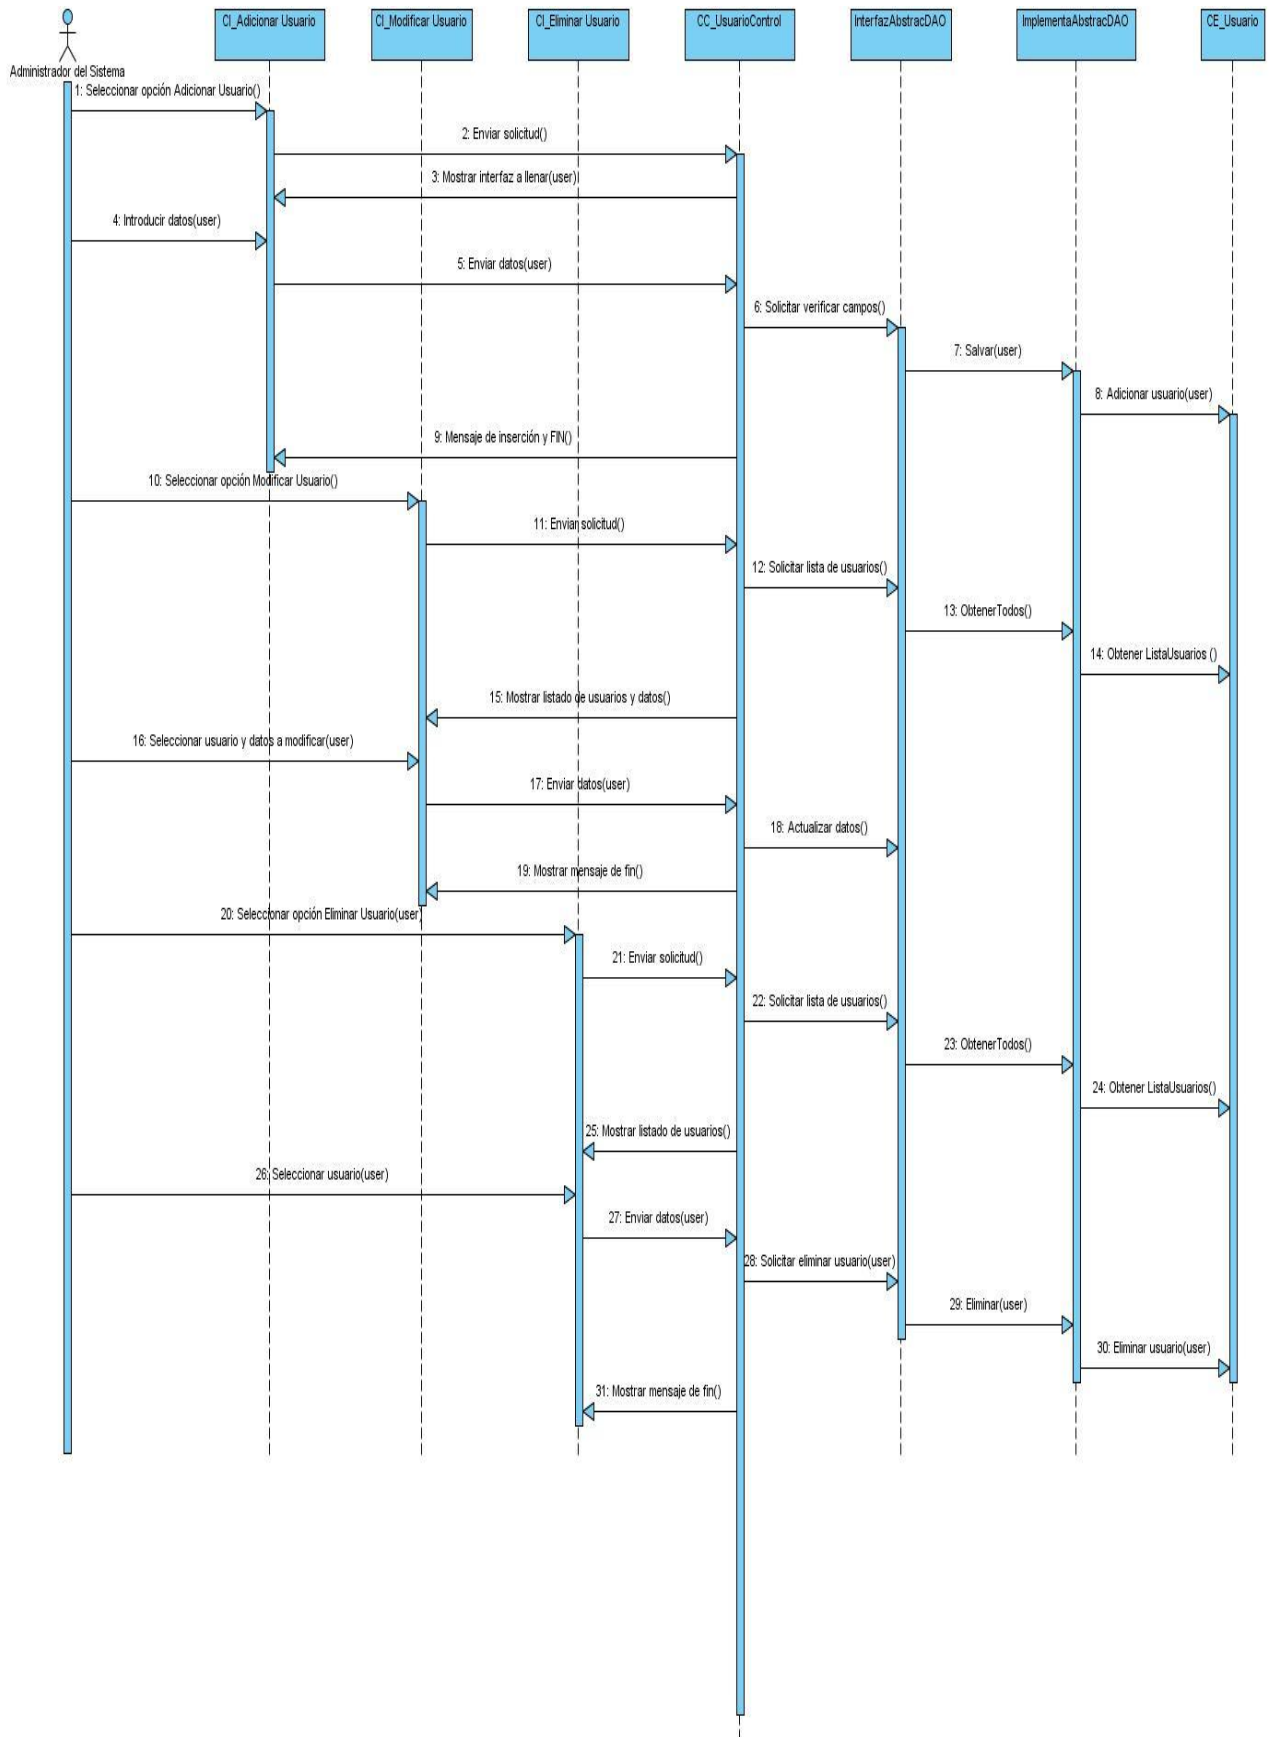 CI_Adicionar Usuario
CI_Modificar Usuario
CI_Eliminar Usuario
CC_UsuarioControl
InterfazAbstracDAO
ImplementaAbstracDAO
CE_Usuario
Administrador del Sistema
1: Seleccionar opción Adicionar Usuario()
2: Enviar solicitud()
3: Mostrar interfaz a llenar(user)
4: Introducir datos(user)
5: Enviar datos(user)
6: Solicitar verificar campos()
7: Salvar(user)
8: Adicionar usuario(user)
9: Mensaje de inserción y FIN()
10: Seleccionar opción Modificar Usuario()
11: Enviar solicitud()
12: Solicitar lista de usuarios()
13: ObtenerTodos()
14: Obtener ListaUsuarios ()
15: Mostrar listado de usuarios y datos()
16: Seleccionar usuario y datos a modificar(user)
17: Enviar datos(user)
18: Actualizar datos()
19: Mostrar mensaje de fin()
20: Seleccionar opción Eliminar Usuario(user)
21: Enviar solicitud()
22: Solicitar lista de usuarios()
23: ObtenerTodos()
24: Obtener ListaUsuarios()
25: Mostrar listado de usuarios()
26: Seleccionar usuario(user)
27: Enviar datos(user)
28: Solicitar eliminar usuario(user)
29: Eliminar(user)
30: Eliminar usuario(user)
31: Mostrar mensaje de fin()